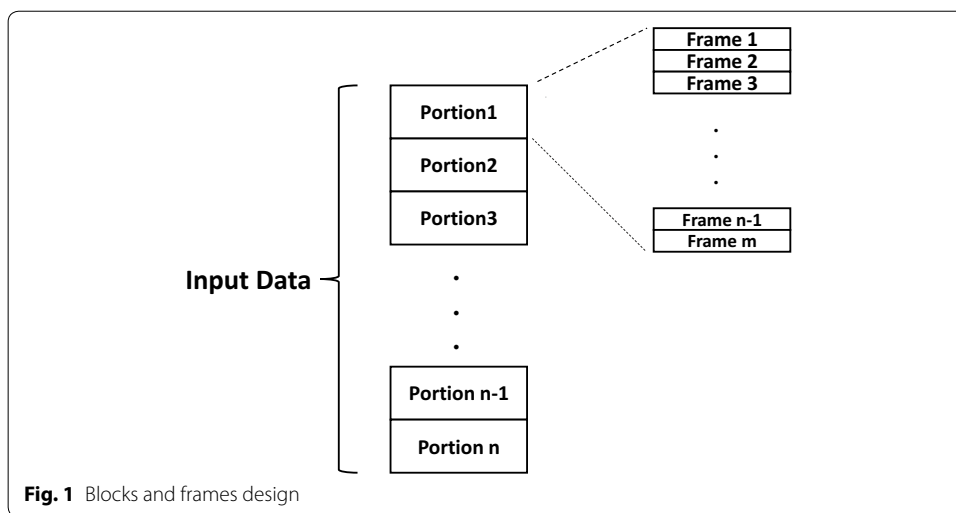 Frame 1
Frame 2
Frame 3
.
.
.
Frame n-1
Frame m
Portion1
Portion2
Portion3
.
.
.
Portion n-1
Portion n
Input Data
Fig. 1 Blocks and frames design